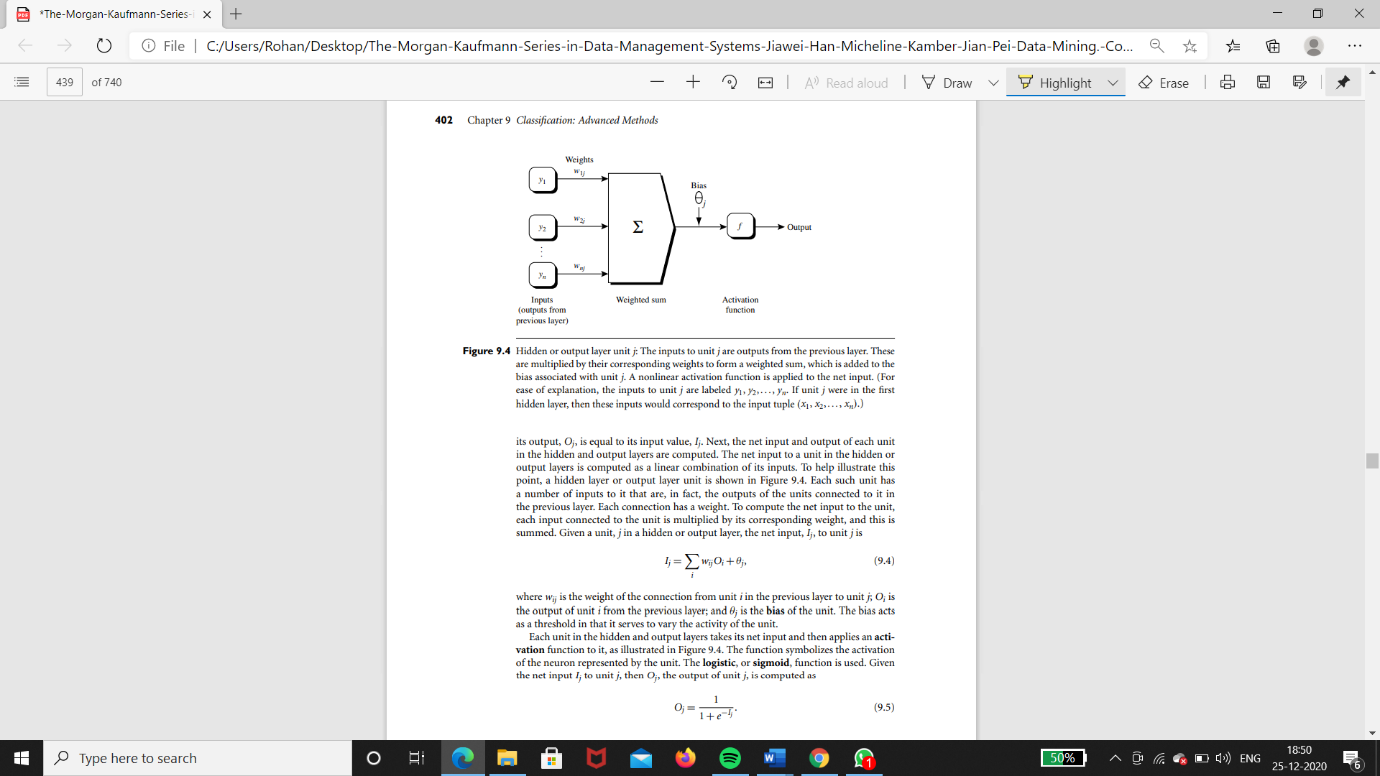 *The-Morgan-Kaufmann-Series-
File | C:/Users/Rohan/Desktop/The-Morgan-Kaufmann-Series-in-Data-Management-Systems-Jiawei-Han-Micheline-Kamber-Jian-Pei-Data-Mining.-Co...
439 of 740
Read aloud
Draw
Highlight
Erase
402 Chapter 9 Classification: Advanced Methods
Weights
y₁ w₁ⱼ
Bias
θⱼ
y₂ w₂ⱼ Σ f Output
⋮
yₙ wₙⱼ
Inputs Weighted sum Activation
(outputs from function
previous layer)
Figure 9.4 Hidden or output layer unit j: The inputs to unit j are outputs from the previous layer. These
are multiplied by their corresponding weights to form a weighted sum, which is added to the
bias associated with unit j. A nonlinear activation function is applied to the net input. (For
ease of explanation, the inputs to unit j are labeled y₁, y₂,..., yₙ. If unit j were in the first
hidden layer, then these inputs would correspond to the input tuple (x₁, x₂,..., xₙ).)
its output, Oⱼ, is equal to its input value, Iⱼ. Next, the net input and output of each unit
in the hidden and output layers are computed. The net input to a unit in the hidden or
output layers is computed as a linear combination of its inputs. To help illustrate this
point, a hidden layer or output layer unit is shown in Figure 9.4. Each such unit has
a number of inputs to it that are, in fact, the outputs of the units connected to it in
the previous layer. Each connection has a weight. To compute the net input to the unit,
each input connected to the unit is multiplied by its corresponding weight, and this is
summed. Given a unit, j in a hidden or output layer, the net input, Iⱼ, to unit j is
Iⱼ = Σᵢ wᵢⱼOᵢ + θⱼ, (9.4)
where wᵢⱼ is the weight of the connection from unit i in the previous layer to unit j; Oᵢ is
the output of unit i from the previous layer; and θⱼ is the bias of the unit. The bias acts
as a threshold in that it serves to vary the activity of the unit.
Each unit in the hidden and output layers takes its net input and then applies an acti-
vation function to it, as illustrated in Figure 9.4. The function symbolizes the activation
of the neuron represented by the unit. The logistic, or sigmoid, function is used. Given
the net input Iⱼ to unit j, then Oⱼ, the output of unit j, is computed as
Oⱼ = 1 / (1 + e^(−Iⱼ)). (9.5)
Type here to search
50%
ENG
18:50
25-12-2020
6
1